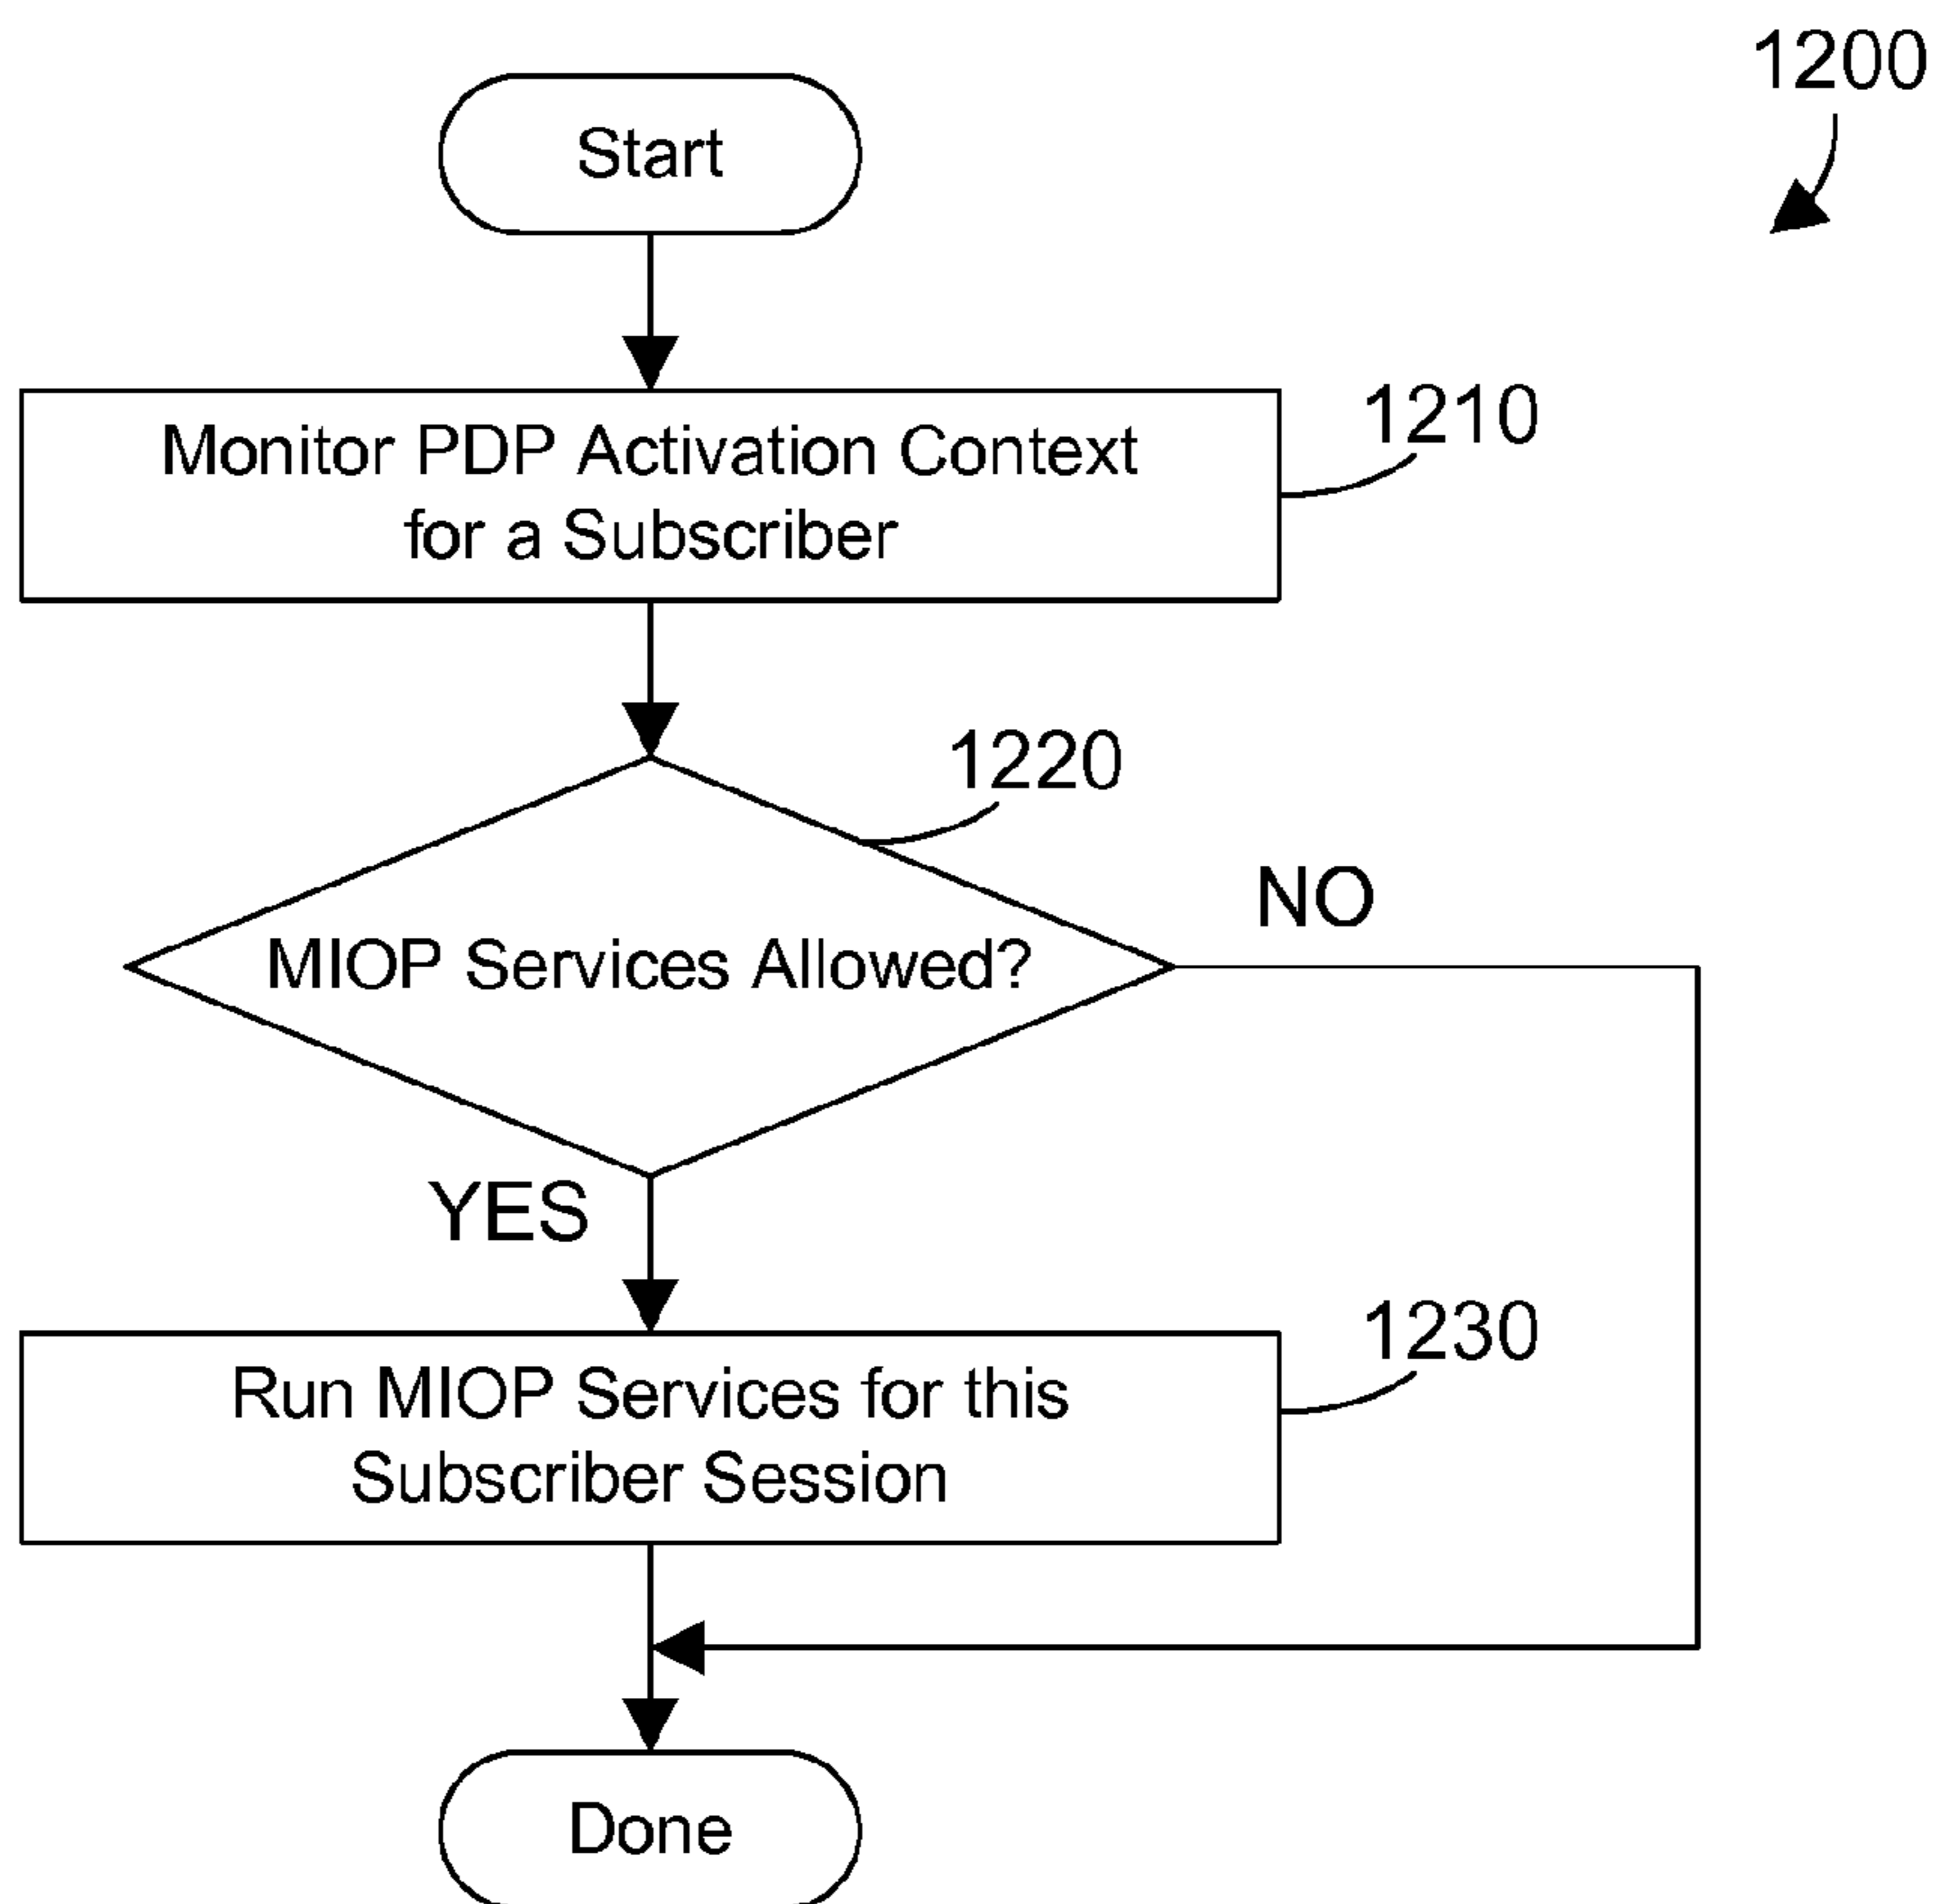 1200
Start
Monitor PDP Activation Context
for a Subscriber
1210
1220
MIOP Services Allowed?
NO
YES
Run MIOP Services for this
Subscriber Session
1230
Done